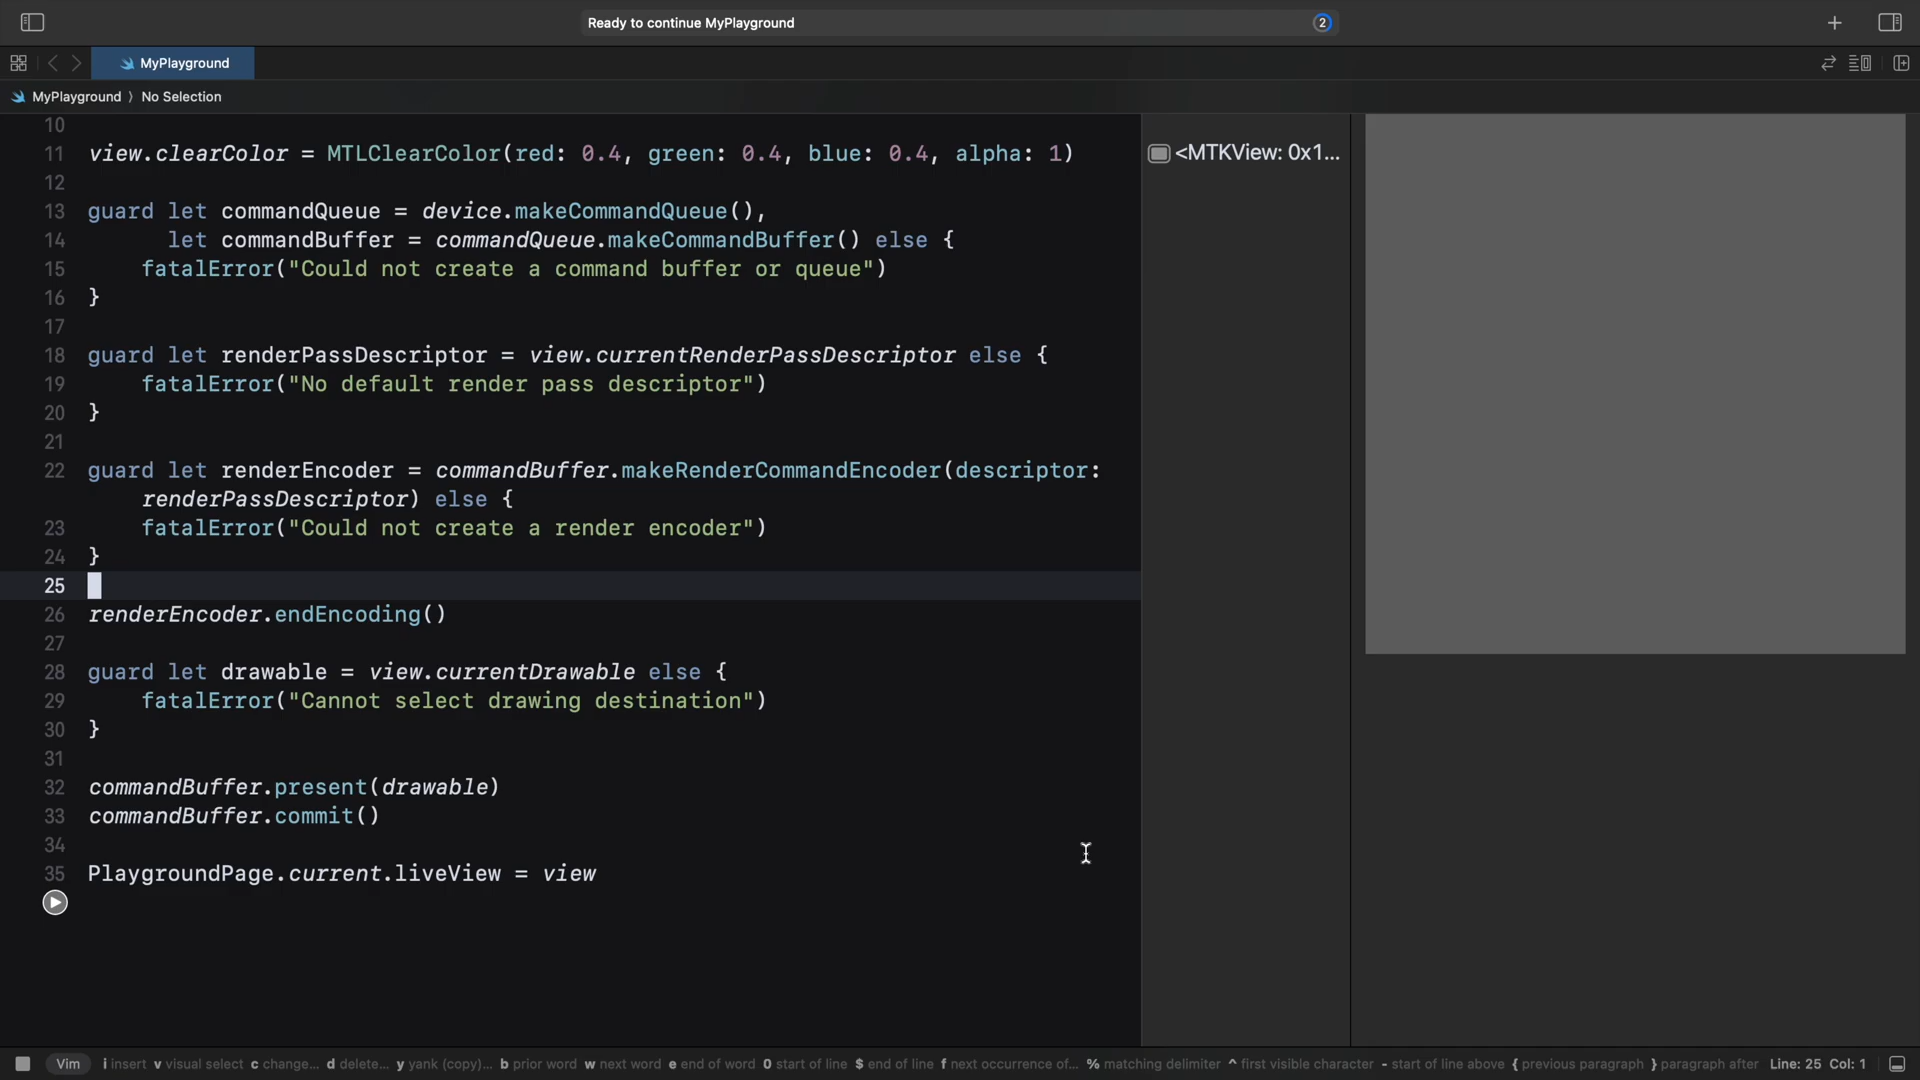 Ready to continue MyPlayground
2
MyPlayground
MyPlayground 〉 No Selection
10
11 view.clearColor = MTLClearColor(red: 0.4, green: 0.4, blue: 0.4, alpha: 1)
<MTKView: 0x1...
12
13 guard let commandQueue = device.makeCommandQueue(),
14 let commandBuffer = commandQueue.makeCommandBuffer() else {
15 fatalError("Could not create a command buffer or queue")
16 }
17
18 guard let renderPassDescriptor = view.currentRenderPassDescriptor else {
19 fatalError("No default render pass descriptor")
20 }
21
22 guard let renderEncoder = commandBuffer.makeRenderCommandEncoder(descriptor:
renderPassDescriptor) else {
23 fatalError("Could not create a render encoder")
24 }
25
26 renderEncoder.endEncoding()
27
28 guard let drawable = view.currentDrawable else {
29 fatalError("Cannot select drawing destination")
30 }
31
32 commandBuffer.present(drawable)
33 commandBuffer.commit()
34
35 PlaygroundPage.current.liveView = view
Vim i insert v visual select c change... d delete... y yank (copy)... b prior word w next word e end of word 0 start of line $ end of line f next occurrence of... % matching delimiter ^ first visible character - start of line above { previous paragraph } paragraph after Line: 25 Col: 1